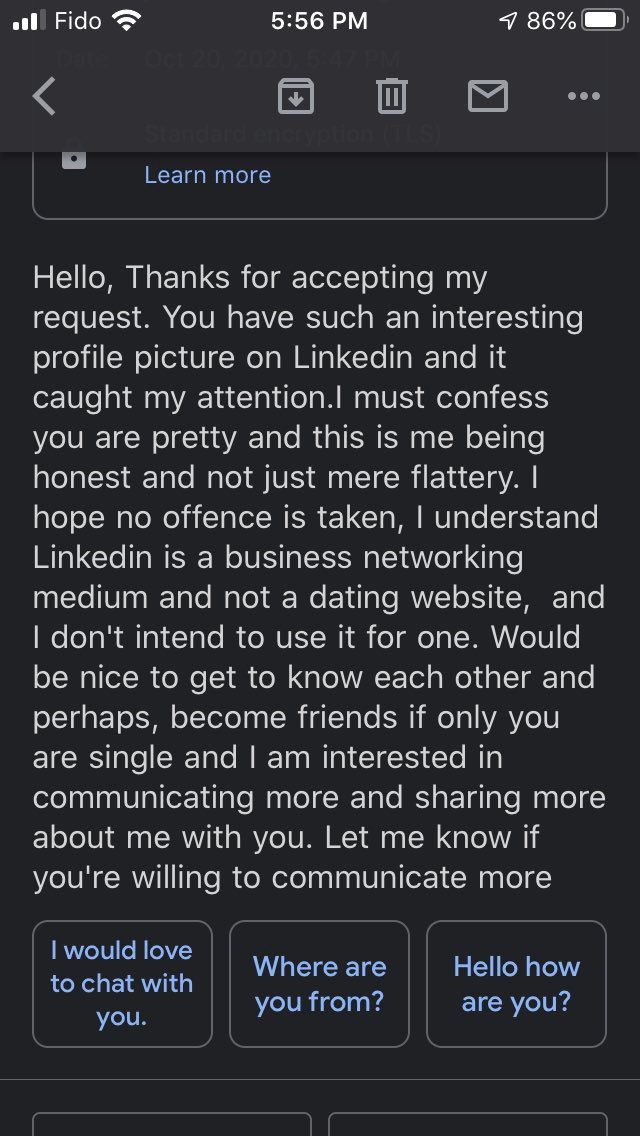 Fido 5:56 PM 86%
Date: Oct 20, 2020, 5:47 PM
Standard encryption (TLS)
Learn more
Hello, Thanks for accepting my
request. You have such an interesting
profile picture on Linkedin and it
caught my attention.I must confess
you are pretty and this is me being
honest and not just mere flattery. I
hope no offence is taken, I understand
Linkedin is a business networking
medium and not a dating website,  and
I don't intend to use it for one. Would
be nice to get to know each other and
perhaps, become friends if only you
are single and I am interested in
communicating more and sharing more
about me with you. Let me know if
you're willing to communicate more
I would love
to chat with
you.
Where are
you from?
Hello how
are you?